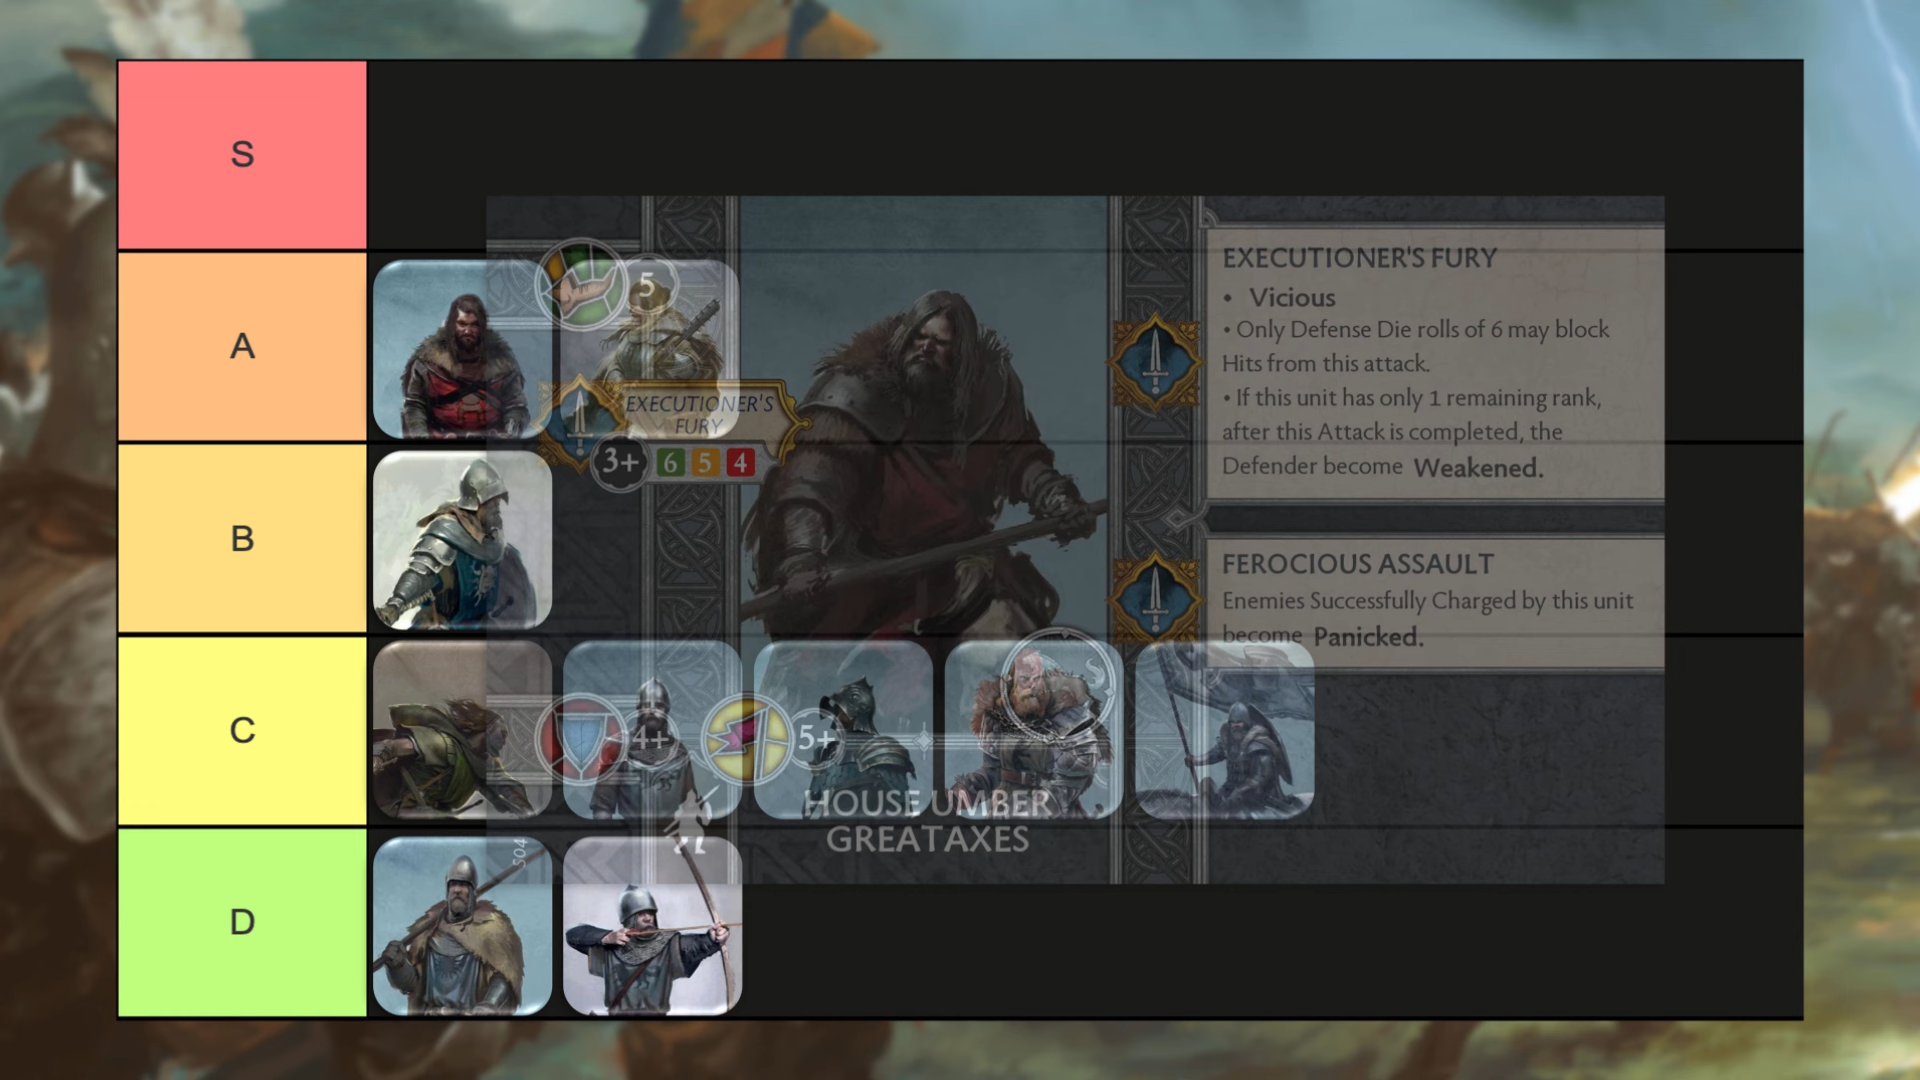 S
A
B
C
D
5
EXECUTIONER'S
FURY
3+ 6 5 4
4+
5+
HOUSE UMBER
GREATAXES
S04
EXECUTIONER'S FURY
• Vicious
• Only Defense Die rolls of 6 may block
Hits from this attack.
• If this unit has only 1 remaining rank,
after this Attack is completed, the
Defender become Weakened.
FEROCIOUS ASSAULT
Enemies Successfully Charged by this unit
become Panicked.